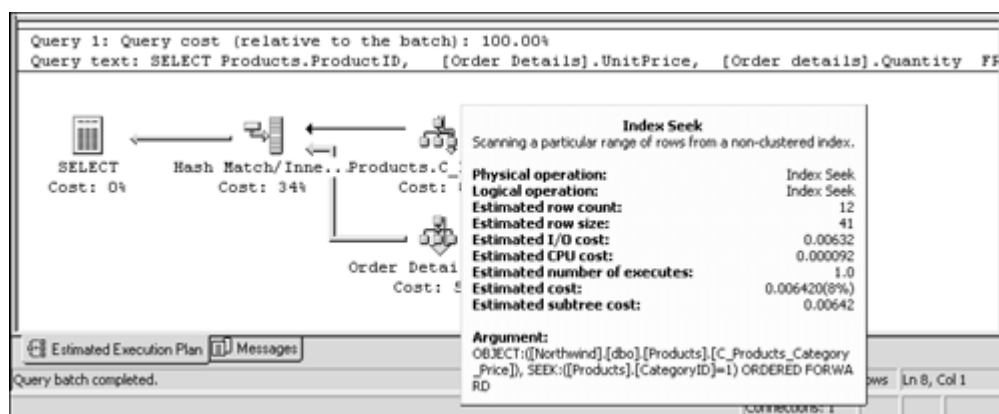 Query 1: Query cost (relative to the batch): 100.00%
Query text: SELECT Products.ProductID, [Order Details].UnitPrice, [Order details].Quantity
SELECT
Cost: 0%
Hash Match/Inne...
Cost: 34%
Products.C_
Cost:
Order Detai
Cost:
Index Seek
Scanning a particular range of rows from a non-clustered index.
Physical operation: Index Seek
Logical operation: Index Seek
Estimated row count: 12
Estimated row size: 41
Estimated I/O cost: 0.00632
Estimated CPU cost: 0.000092
Estimated number of executes: 1.0
Estimated cost: 0.006420(8%)
Estimated subtree cost: 0.00642
Argument:
OBJECT:([Northwind].[dbo].[Products].[C_Products_Category
_Price]), SEEK:([Products].[CategoryID]=1) ORDERED FORWA
RD
Estimated Execution Plan Messages
Query batch completed.
ows Ln 8, Col 1
Connections: 1